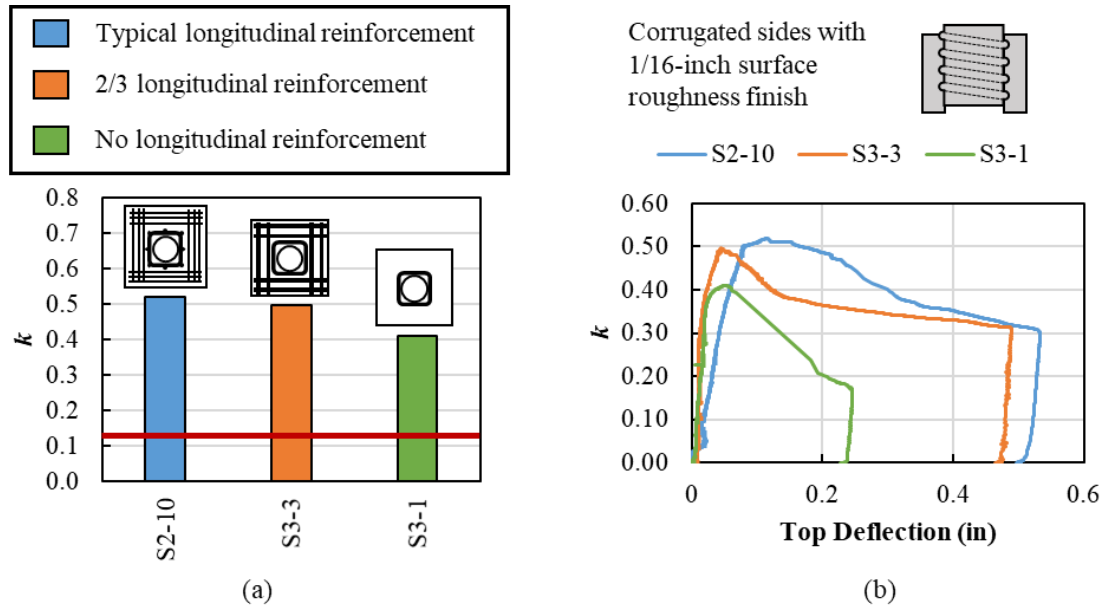 Typical longitudinal reinforcement
2/3 longitudinal reinforcement
No longitudinal reinforcement
0.8
0.7
0.6
0.5
0.4
0.3
0.2
0.1
0.0
k
S2-10
S3-3
S3-1
(a)
Corrugated sides with
1/16-inch surface
roughness finish
S2-10 S3-3 S3-1
0.60
0.50
0.40
0.30
0.20
0.10
0.00
k
0 0.2 0.4 0.6
Top Deflection (in)
(b)